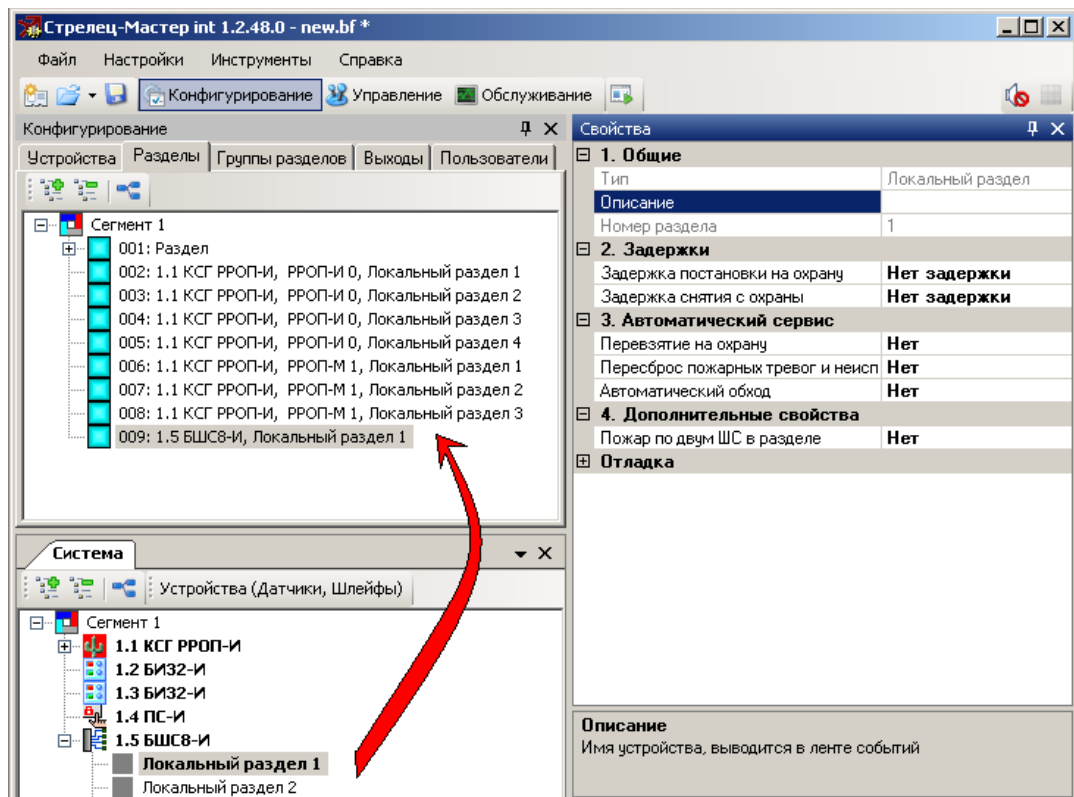 Стрелец-Мастер int 1.2.48.0 - new.bf *
Файл Настройки Инструменты Справка
Конфигурирование Управление Обслуживание
Конфигурирование
Устройства Разделы Группы разделов Выходы Пользователи
Сегмент 1
001: Раздел
002: 1.1 КСГ РРОП-И, РРОП-И 0, Локальный раздел 1
003: 1.1 КСГ РРОП-И, РРОП-И 0, Локальный раздел 2
004: 1.1 КСГ РРОП-И, РРОП-И 0, Локальный раздел 3
005: 1.1 КСГ РРОП-И, РРОП-И 0, Локальный раздел 4
006: 1.1 КСГ РРОП-И, РРОП-М 1, Локальный раздел 1
007: 1.1 КСГ РРОП-И, РРОП-М 1, Локальный раздел 2
008: 1.1 КСГ РРОП-И, РРОП-М 1, Локальный раздел 3
009: 1.5 БШС8-И, Локальный раздел 1
Система
Устройства (Датчики, Шлейфы)
Сегмент 1
1.1 КСГ РРОП-И
1.2 БИ32-И
1.3 БИ32-И
1.4 ПС-И
1.5 БШС8-И
Локальный раздел 1
Локальный раздел 2
Свойства
1. Общие
Тип Локальный раздел
Описание
Номер раздела 1
2. Задержки
Задержка постановки на охрану Нет задержки
Задержка снятия с охраны Нет задержки
3. Автоматический сервис
Перевзятие на охрану Нет
Пересброс пожарных тревог и неисп Нет
Автоматический обход Нет
4. Дополнительные свойства
Пожар по двум ШС в разделе Нет
Отладка
Описание
Имя устройства, выводится в ленте событий